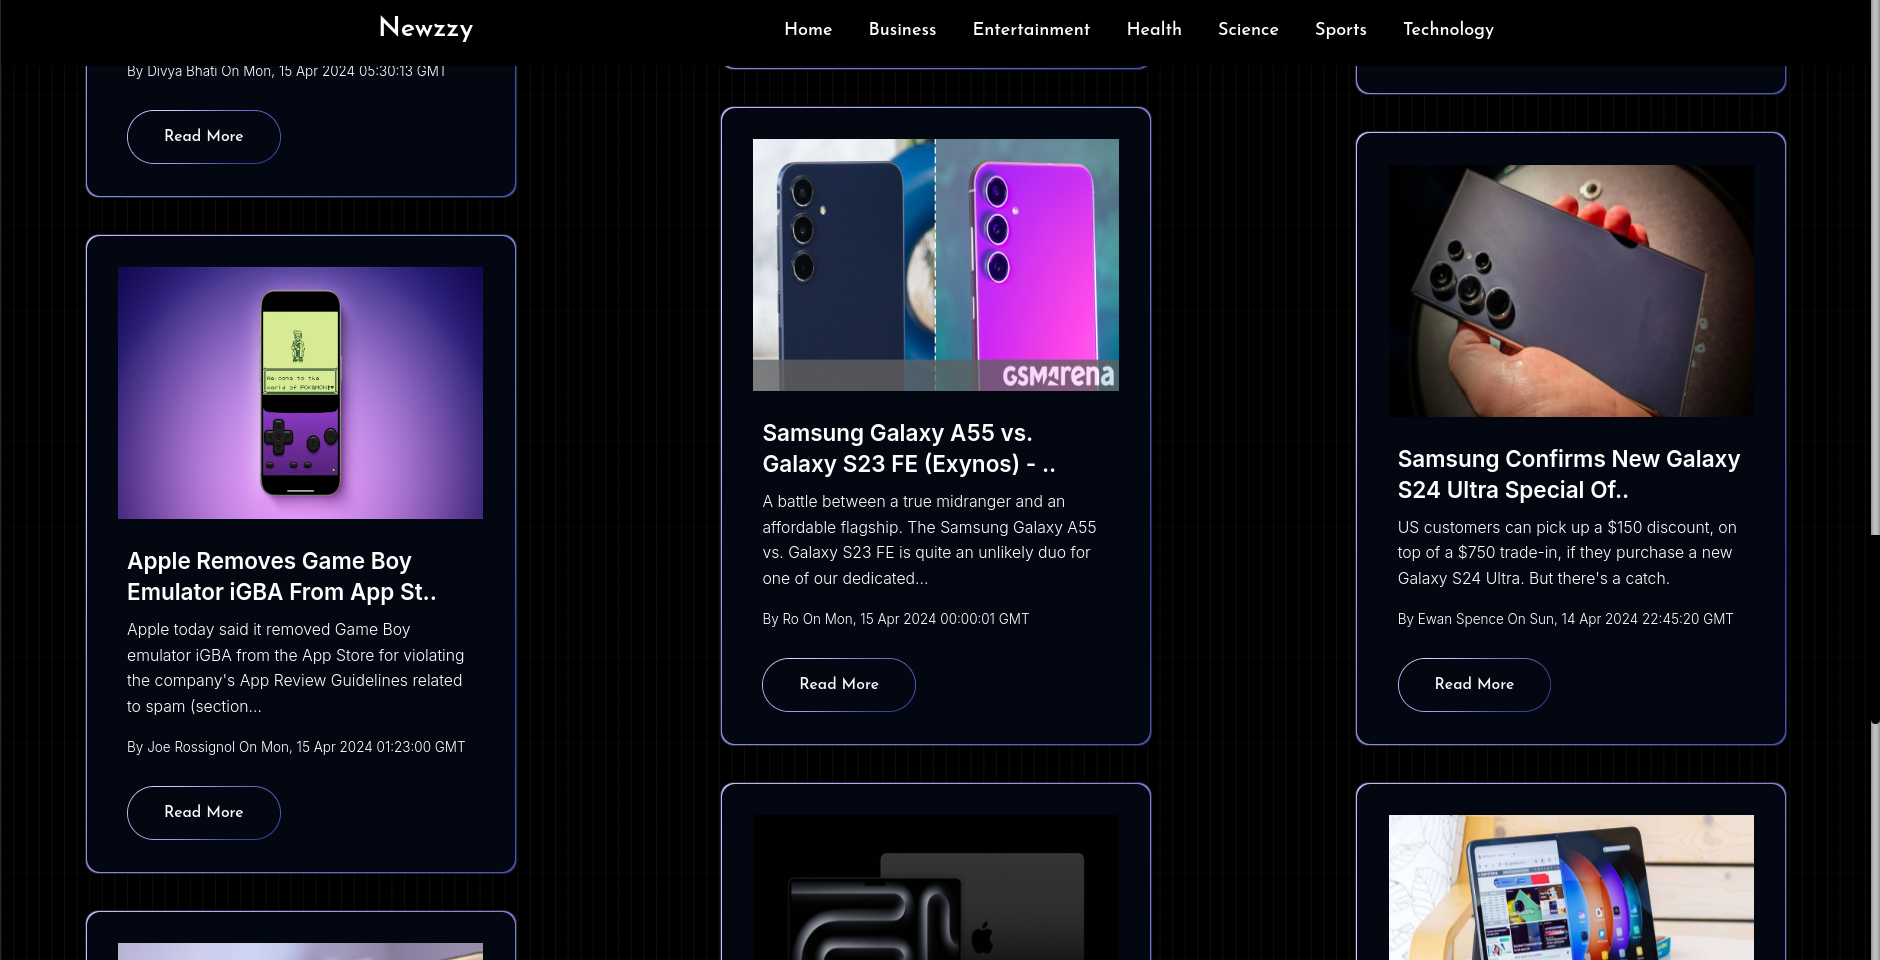 Newzzy
Home Business Entertainment Health Science Sports Technology
By Divya Bhati On Mon, 15 Apr 2024 05:30:13 GMT
Read More
Welcome to the
world of POKéMON!
Apple Removes Game Boy
Emulator iGBA From App St..
Apple today said it removed Game Boy
emulator iGBA from the App Store for violating
the company's App Review Guidelines related
to spam (section...
By Joe Rossignol On Mon, 15 Apr 2024 01:23:00 GMT
Read More
GSMArena
Samsung Galaxy A55 vs.
Galaxy S23 FE (Exynos) - ..
A battle between a true midranger and an
affordable flagship. The Samsung Galaxy A55
vs. Galaxy S23 FE is quite an unlikely duo for
one of our dedicated...
By Ro On Mon, 15 Apr 2024 00:00:01 GMT
Read More
Samsung Confirms New Galaxy
S24 Ultra Special Of..
US customers can pick up a $150 discount, on
top of a $750 trade-in, if they purchase a new
Galaxy S24 Ultra. But there's a catch.
By Ewan Spence On Sun, 14 Apr 2024 22:45:20 GMT
Read More